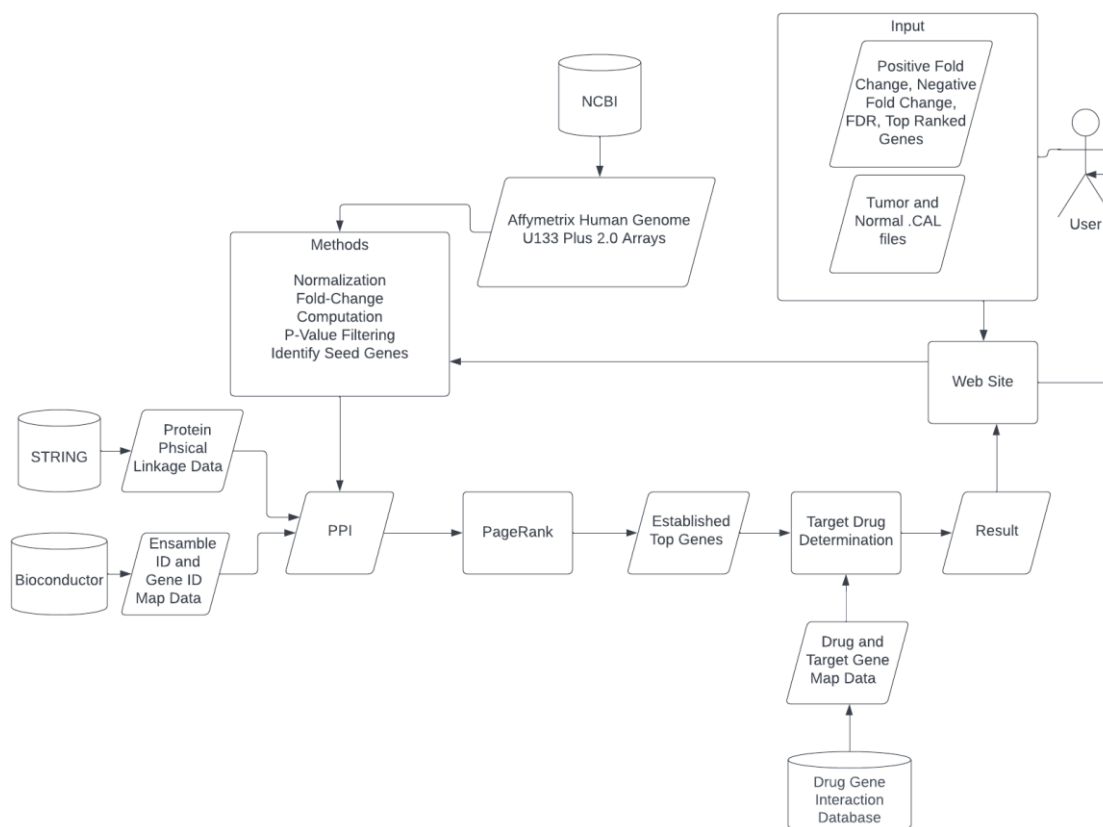 Input
Positive Fold
Change, Negative
Fold Change,
FDR, Top Ranked
Genes
Tumor and
Normal .CAL
files
User
NCBI
Affymetrix Human Genome
U133 Plus 2.0 Arrays
Methods
Normalization
Fold-Change
Computation
P-Value Filtering
Identify Seed Genes
Web Site
STRING
Protein
Phsical
Linkage Data
Bioconductor
Ensamble
ID and
Gene ID
Map Data
PPI
PageRank
Established
Top Genes
Target Drug
Determination
Result
Drug and
Target Gene
Map Data
Drug Gene
Interaction
Database